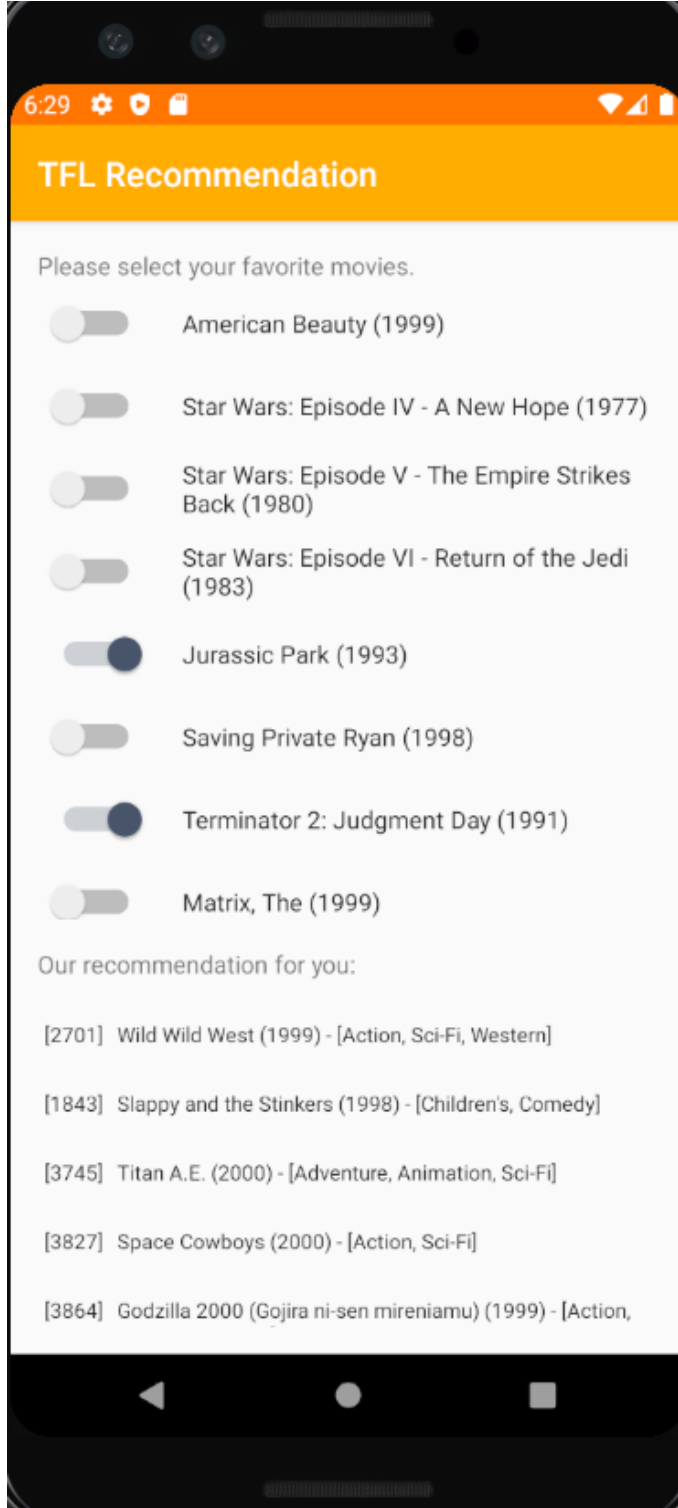 6:29
TFL Recommendation
Please select your favorite movies.
American Beauty (1999)
Star Wars: Episode IV - A New Hope (1977)
Star Wars: Episode V - The Empire Strikes
Back (1980)
Star Wars: Episode VI - Return of the Jedi
(1983)
Jurassic Park (1993)
Saving Private Ryan (1998)
Terminator 2: Judgment Day (1991)
Matrix, The (1999)
Our recommendation for you:
[2701] Wild Wild West (1999) - [Action, Sci-Fi, Western]
[1843] Slappy and the Stinkers (1998) - [Children's, Comedy]
[3745] Titan A.E. (2000) - [Adventure, Animation, Sci-Fi]
[3827] Space Cowboys (2000) - [Action, Sci-Fi]
[3864] Godzilla 2000 (Gojira ni-sen mireniamu) (1999) - [Action,